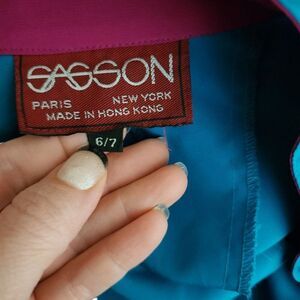 SASSON
PARIS NEW YORK
MADE IN HONG KONG
6/7